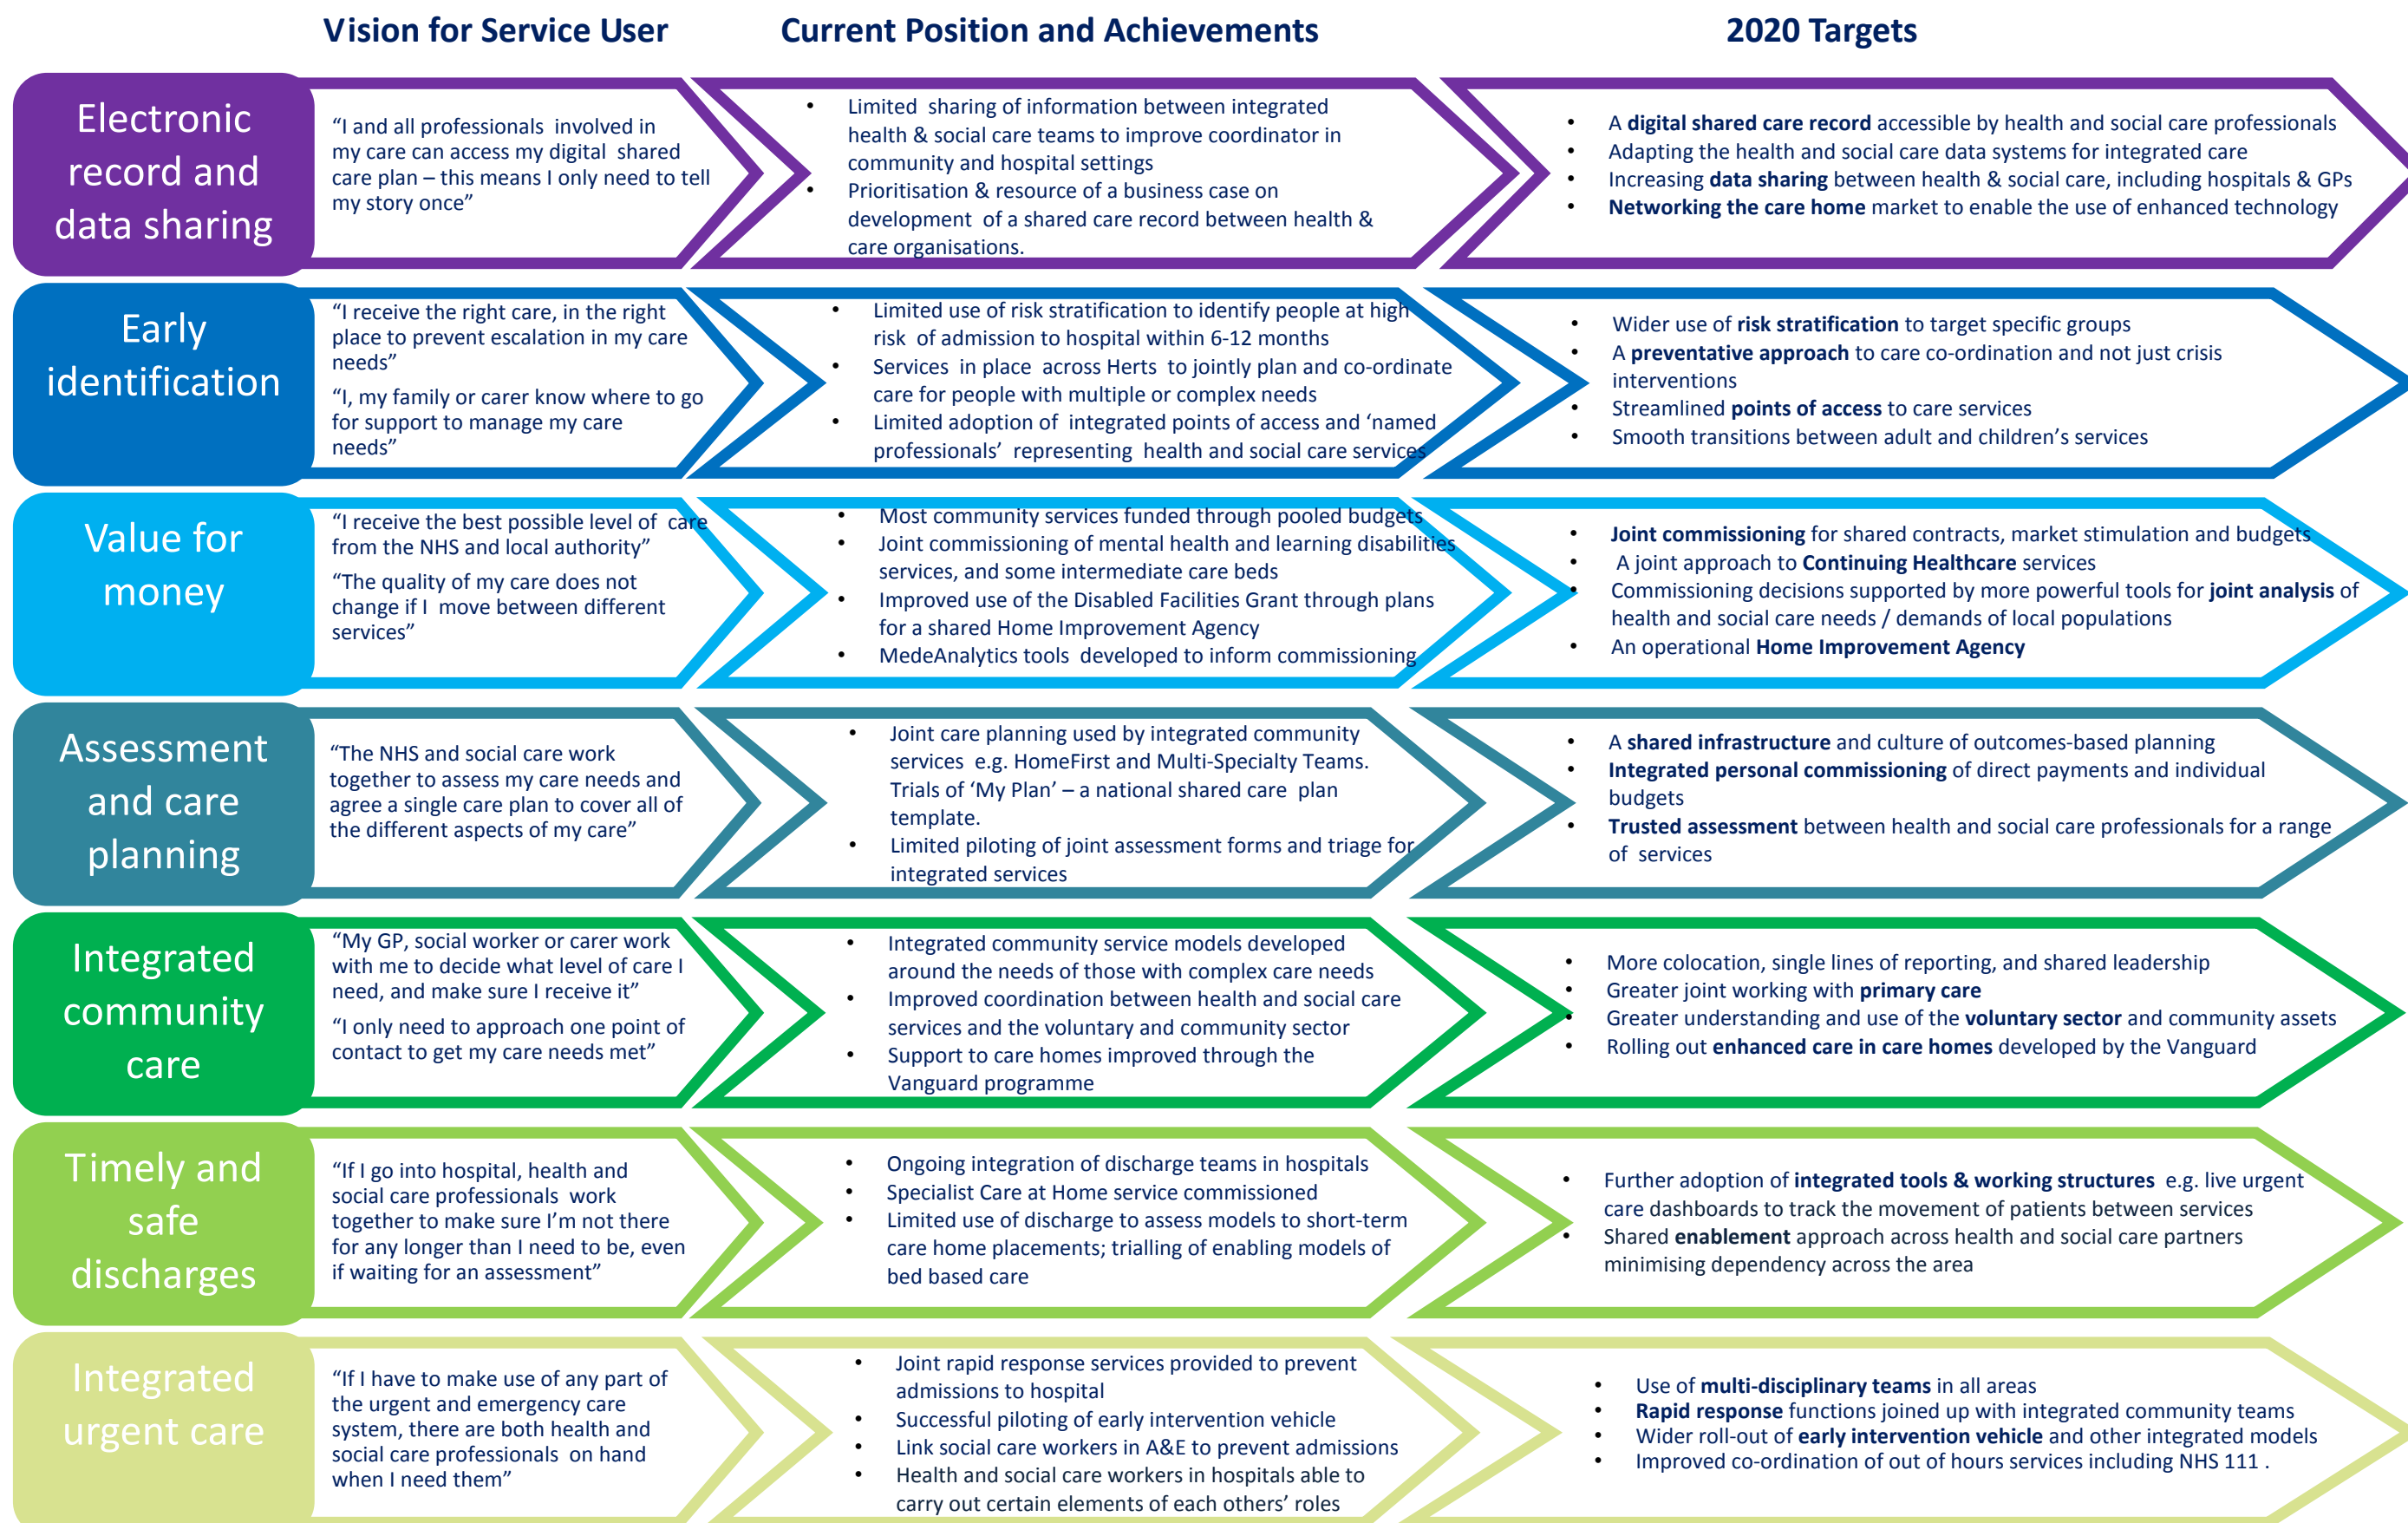 Vision for Service User
Current Position and Achievements
2020 Targets
Electronic
record and
data sharing
“I and all professionals involved in
my care can access my digital shared
care plan – this means I only need to tell
my story once”
• Limited sharing of information between integrated
health & social care teams to improve coordinator in
community and hospital settings
• Prioritisation & resource of a business case on
development of a shared care record between health &
care organisations.
• A digital shared care record accessible by health and social care professionals
• Adapting the health and social care data systems for integrated care
• Increasing data sharing between health & social care, including hospitals & GPs
• Networking the care home market to enable the use of enhanced technology
Early
identification
“I receive the right care, in the right
place to prevent escalation in my care
needs”
“I, my family or carer know where to go
for support to manage my care
needs”
• Limited use of risk stratification to identify people at high
risk of admission to hospital within 6-12 months
• Services in place across Herts to jointly plan and co-ordinate
care for people with multiple or complex needs
• Limited adoption of integrated points of access and ‘named
professionals’ representing health and social care services
• Wider use of risk stratification to target specific groups
• A preventative approach to care co-ordination and not just crisis
interventions
• Streamlined points of access to care services
• Smooth transitions between adult and children’s services
Value for
money
“I receive the best possible level of care
from the NHS and local authority”
“The quality of my care does not
change if I move between different
services”
• Most community services funded through pooled budgets
• Joint commissioning of mental health and learning disabilities
services, and some intermediate care beds
• Improved use of the Disabled Facilities Grant through plans
for a shared Home Improvement Agency
• MedeAnalytics tools developed to inform commissioning
• Joint commissioning for shared contracts, market stimulation and budgets
• A joint approach to Continuing Healthcare services
• Commissioning decisions supported by more powerful tools for joint analysis of
health and social care needs / demands of local populations
• An operational Home Improvement Agency
Assessment
and care
planning
“The NHS and social care work
together to assess my care needs and
agree a single care plan to cover all of
the different aspects of my care”
• Joint care planning used by integrated community
services e.g. HomeFirst and Multi-Specialty Teams.
Trials of ‘My Plan’ – a national shared care plan
template.
• Limited piloting of joint assessment forms and triage for
integrated services
• A shared infrastructure and culture of outcomes-based planning
• Integrated personal commissioning of direct payments and individual
budgets
• Trusted assessment between health and social care professionals for a range
of services
Integrated
community
care
“My GP, social worker or carer work
with me to decide what level of care I
need, and make sure I receive it”
“I only need to approach one point of
contact to get my care needs met”
• Integrated community service models developed
around the needs of those with complex care needs
• Improved coordination between health and social care
services and the voluntary and community sector
• Support to care homes improved through the
Vanguard programme
• More colocation, single lines of reporting, and shared leadership
• Greater joint working with primary care
• Greater understanding and use of the voluntary sector and community assets
• Rolling out enhanced care in care homes developed by the Vanguard
Timely and
safe
discharges
“If I go into hospital, health and
social care professionals work
together to make sure I’m not there
for any longer than I need to be, even
if waiting for an assessment”
• Ongoing integration of discharge teams in hospitals
• Specialist Care at Home service commissioned
• Limited use of discharge to assess models to short-term
care home placements; trialling of enabling models of
bed based care
• Further adoption of integrated tools & working structures e.g. live urgent
care dashboards to track the movement of patients between services
• Shared enablement approach across health and social care partners
minimising dependency across the area
Integrated
urgent care
“If I have to make use of any part of
the urgent and emergency care
system, there are both health and
social care professionals on hand
when I need them”
• Joint rapid response services provided to prevent
admissions to hospital
• Successful piloting of early intervention vehicle
• Link social care workers in A&E to prevent admissions
• Health and social care workers in hospitals able to
carry out certain elements of each others’ roles
• Use of multi-disciplinary teams in all areas
• Rapid response functions joined up with integrated community teams
• Wider roll-out of early intervention vehicle and other integrated models
• Improved co-ordination of out of hours services including NHS 111 .